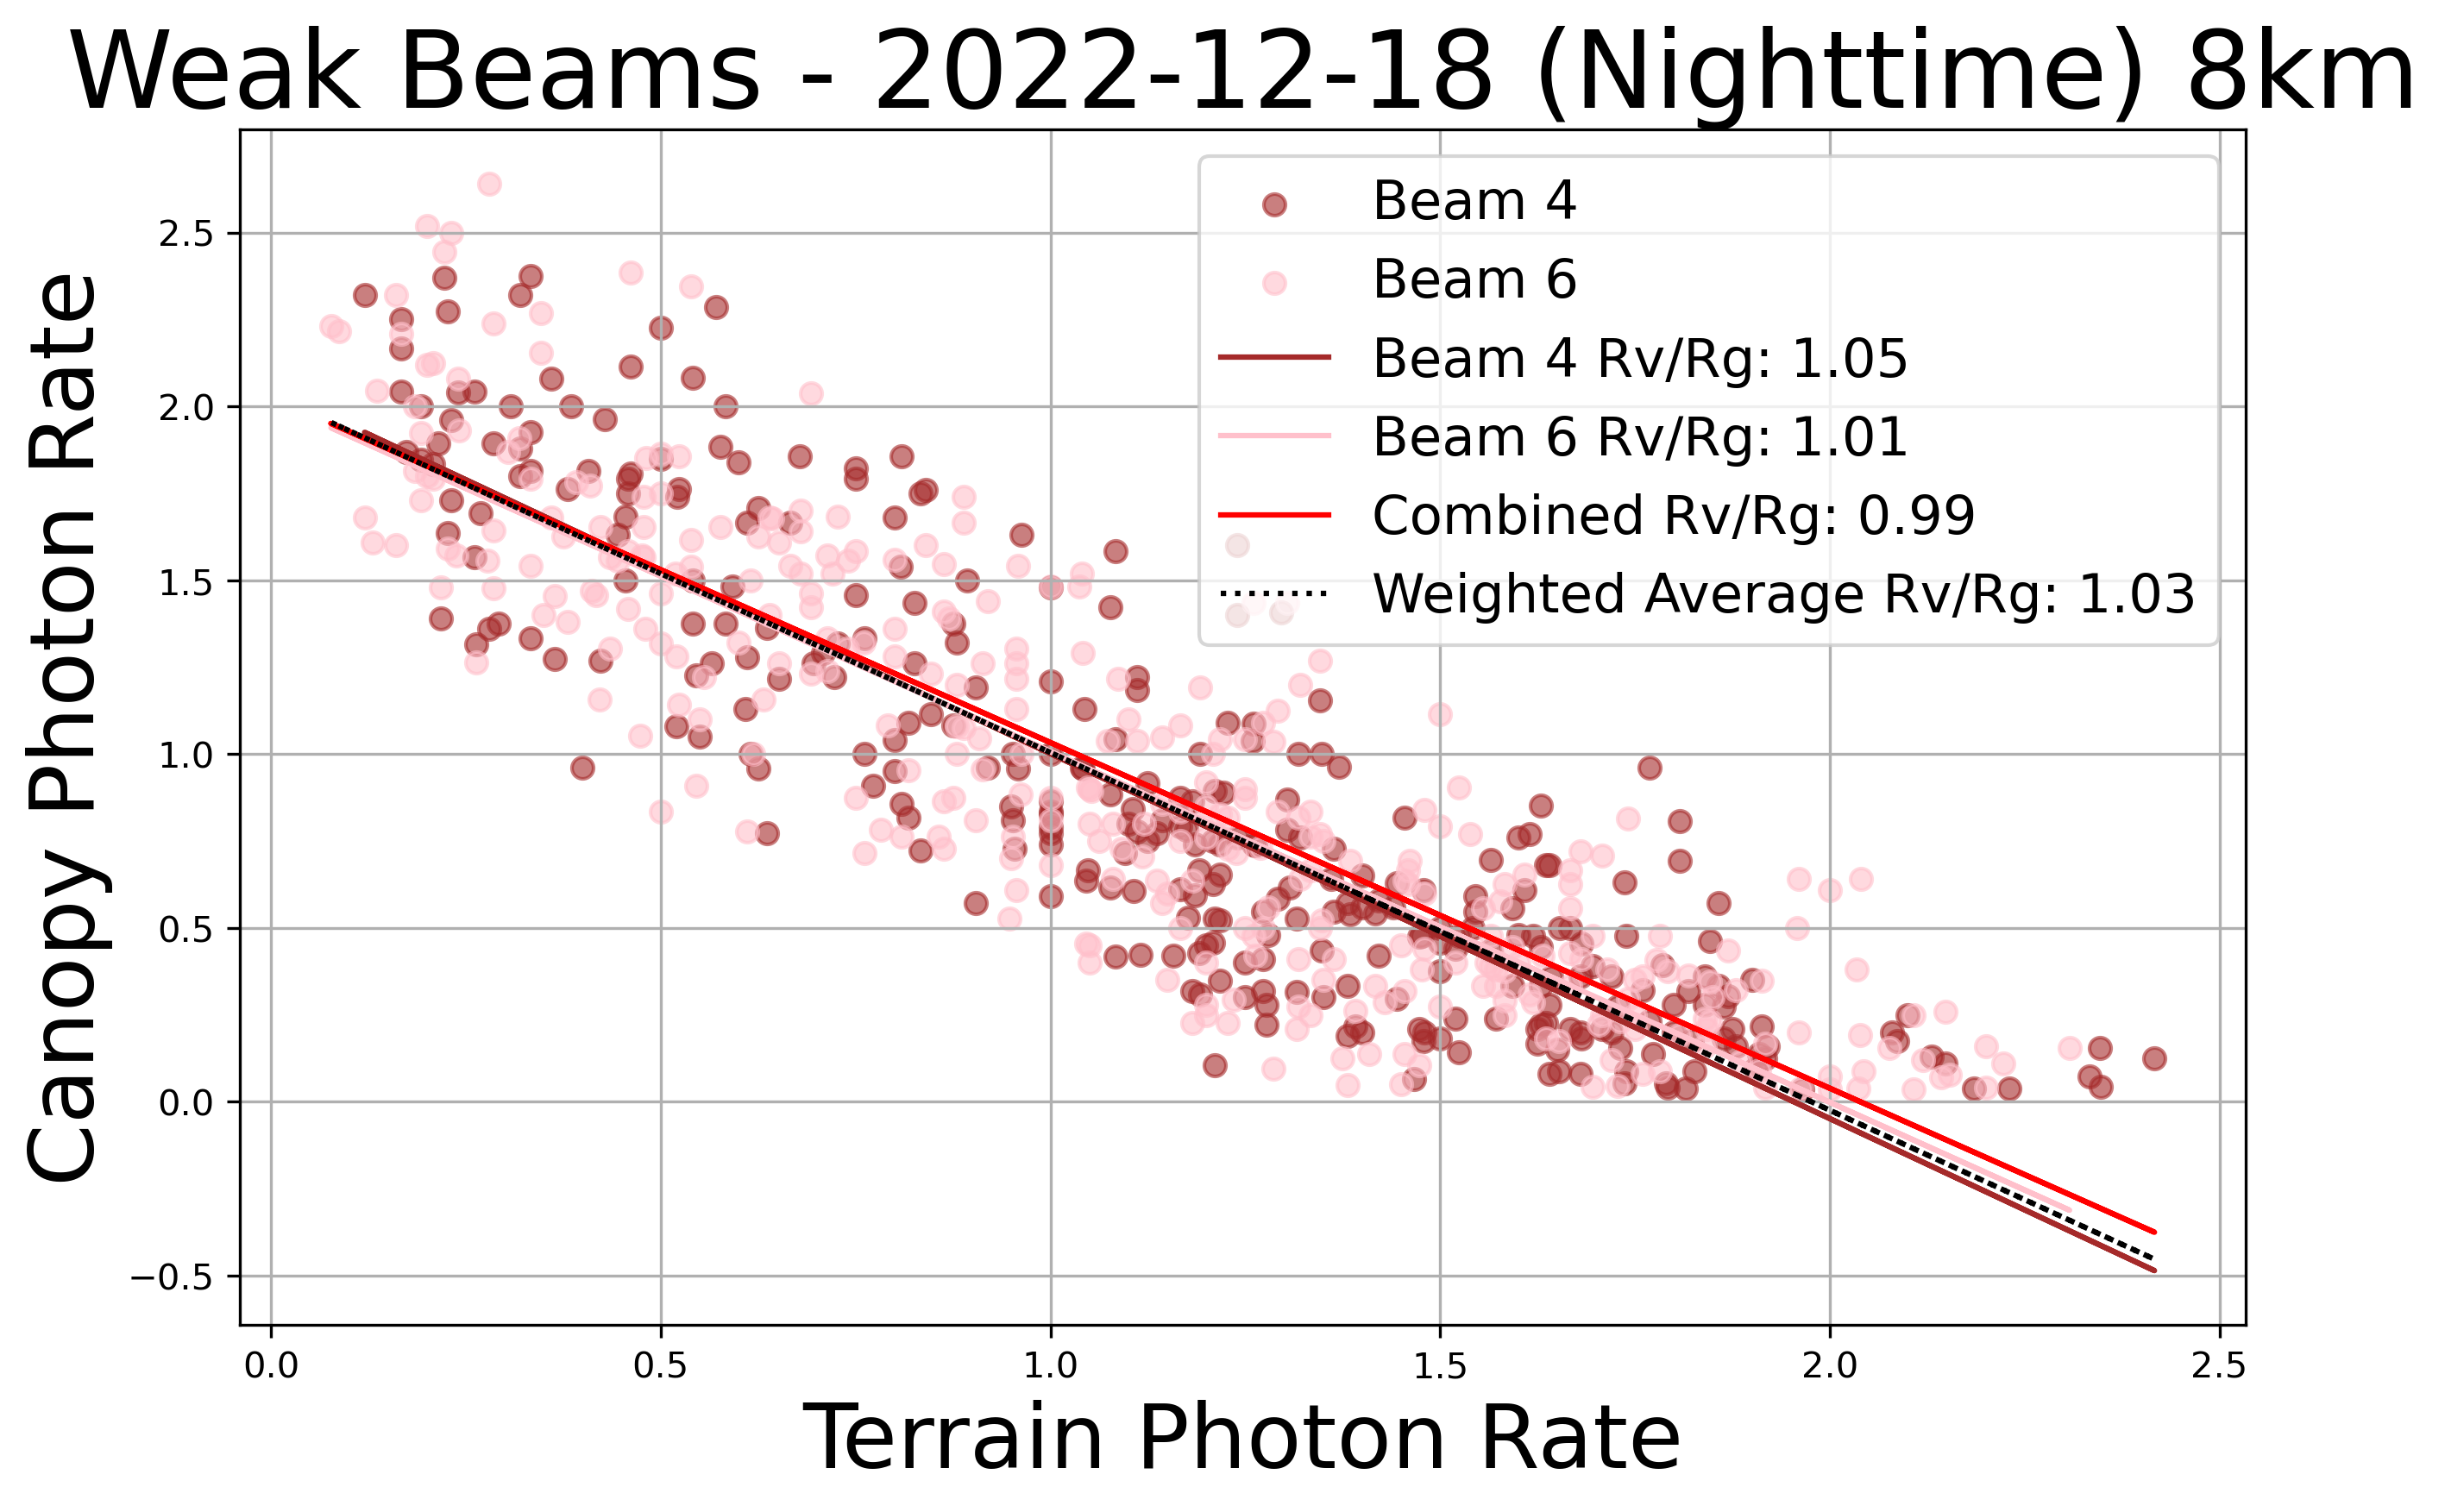 Weak Beams - 2022-12-18 (Nighttime) 8km
Canopy Photon Rate
2.5
2.0
1.5
1.0
0.5
0.0
−0.5
Beam 4
Beam 6
Beam 4 Rv/Rg: 1.05
Beam 6 Rv/Rg: 1.01
Combined Rv/Rg: 0.99
Weighted Average Rv/Rg: 1.03
0.0 0.5 1.0 1.5 2.0 2.5
Terrain Photon Rate